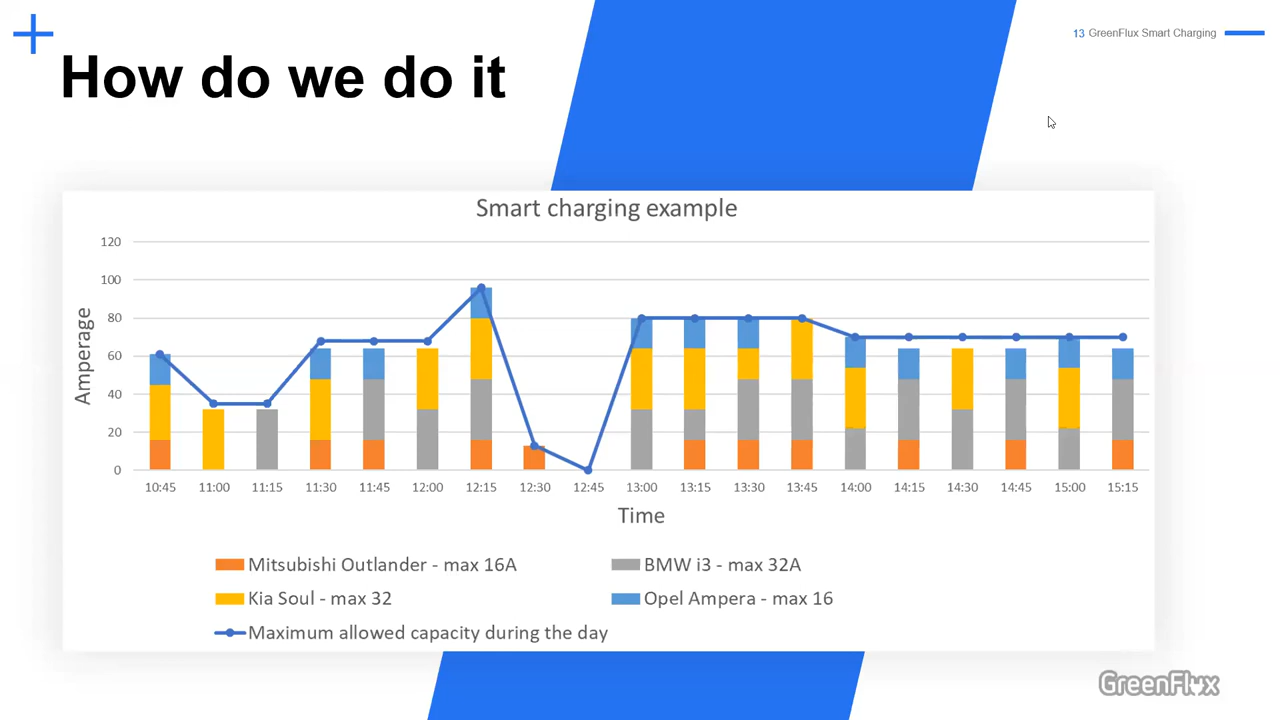 13 GreenFlux Smart Charging
How do we do it
Smart charging example
120
100
80
60
40
20
0
Amperage
10:45 11:00 11:15 11:30 11:45 12:00 12:15 12:30 12:45 13:00 13:15 13:30 13:45 14:00 14:15 14:30 14:45 15:00 15:15
Time
Mitsubishi Outlander - max 16A BMW i3 - max 32A
Kia Soul - max 32 Opel Ampera - max 16
Maximum allowed capacity during the day
GreenFlux